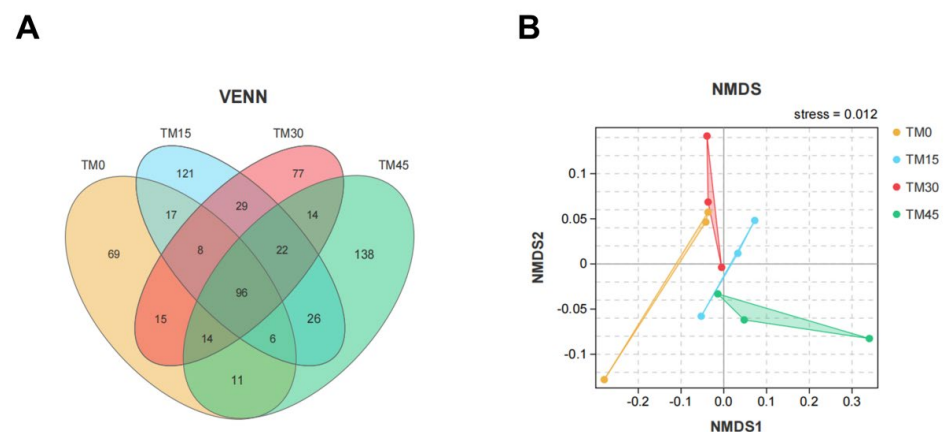 A
B
VENN
TM0
TM15
TM30
TM45
121
77
17
29
14
69
8
22
138
96
15
26
14
6
11
NMDS
stress = 0.012
TM0
TM15
TM30
TM45
NMDS2
0.1
0.05
0
-0.05
-0.1
-0.2
-0.1
0.0
0.1
0.2
0.3
NMDS1